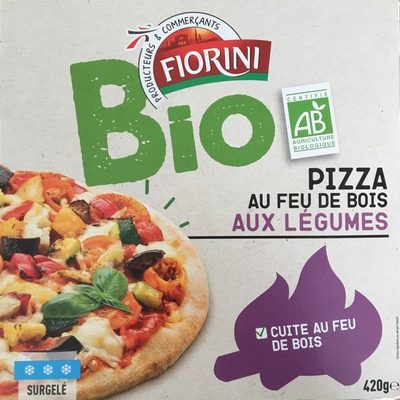 PRODUCTEURS & COMMERÇANTS
FIORINI
Bio
CERTIFIÉ
AB
AGRICULTURE
BIOLOGIQUE
PIZZA
AU FEU DE BOIS
AUX LÉGUMES
CUITE AU FEU
DE BOIS
SURGELÉ
420g e